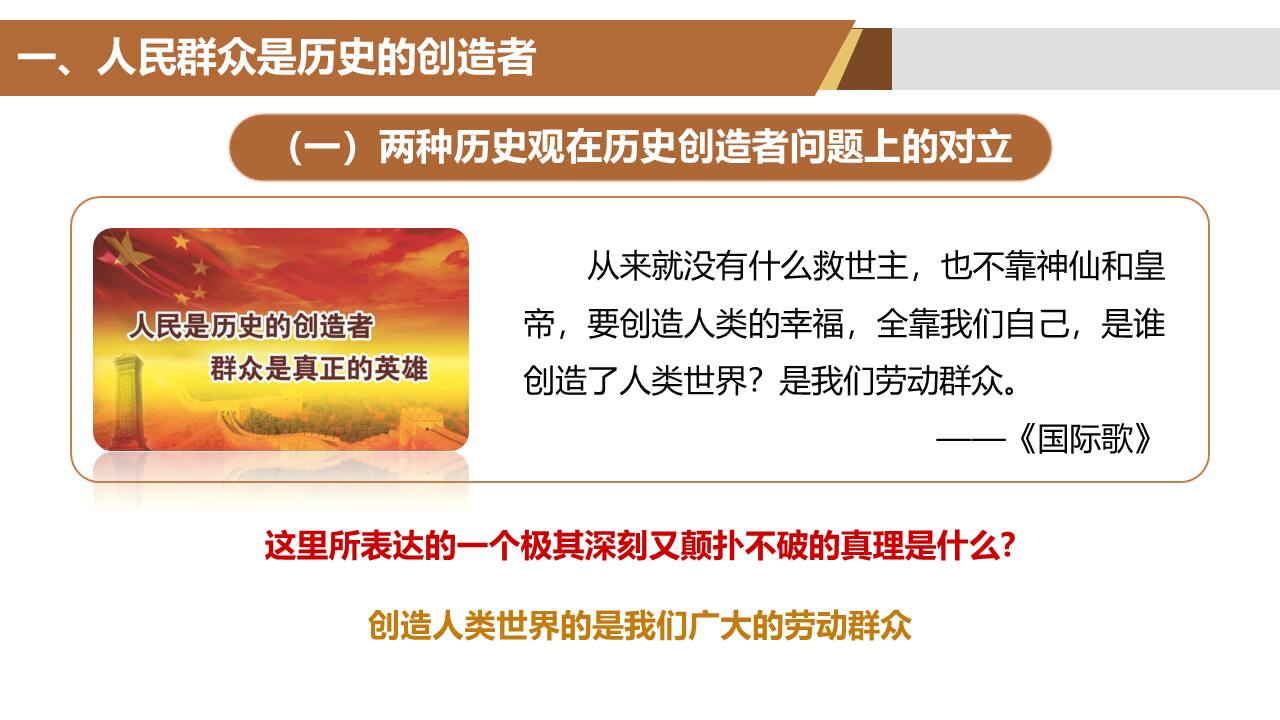 一、人民群众是历史的创造者
（一）两种历史观在历史创造者问题上的对立
人民是历史的创造者
群众是真正的英雄
从来就没有什么救世主，也不靠神仙和皇
帝，要创造人类的幸福，全靠我们自己，是谁
创造了人类世界？是我们劳动群众。
——《国际歌》
这里所表达的一个极其深刻又颠扑不破的真理是什么?
创造人类世界的是我们广大的劳动群众